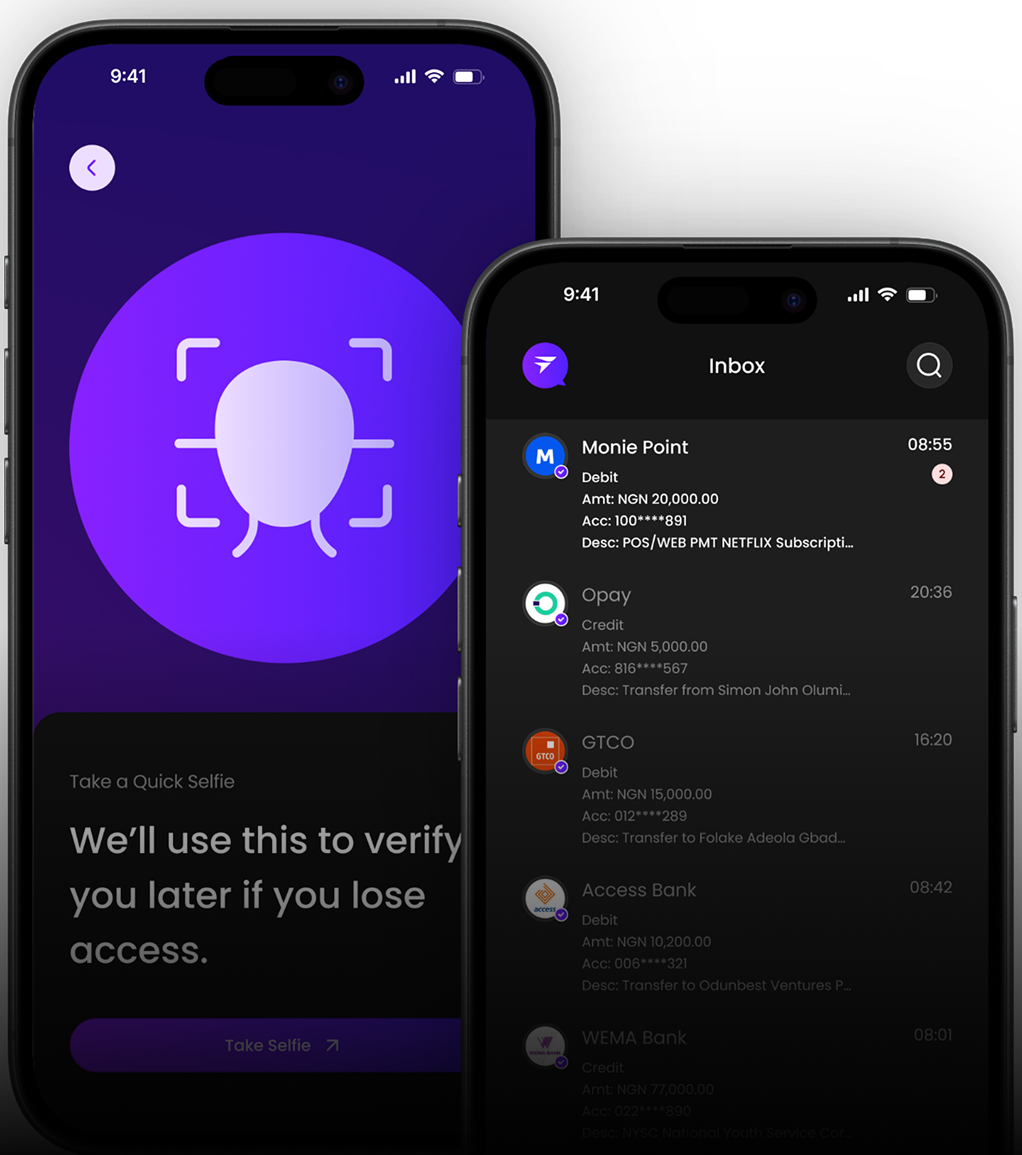 9:41
Take a Quick Selfie
We'll use this to verify
you later if you lose
access.
Take Selfie
9:41
Inbox
M
Monie Point
08:55
Debit
2
Amt: NGN 20,000.00
Acc: 100****891
Desc: POS/WEB PMT NETFLIX Subscripti...
Opay
20:36
Credit
Amt: NGN 5,000.00
Acc: 816****567
Desc: Transfer from Simon John Olumi...
GTCO
GTCO
16:20
Debit
Amt: NGN 15,000.00
Acc: 012****289
Desc: Transfer to Folake Adeola Gbad...
access
Access Bank
08:42
Debit
Amt: NGN 10,200.00
Acc: 006****321
Desc: Transfer to Odunbest Ventures P...
WEMA BANK
WEMA Bank
08:01
Credit
Amt: NGN 77,000.00
Acc: 022****890
Desc: NYSC National Youth Service Cor...